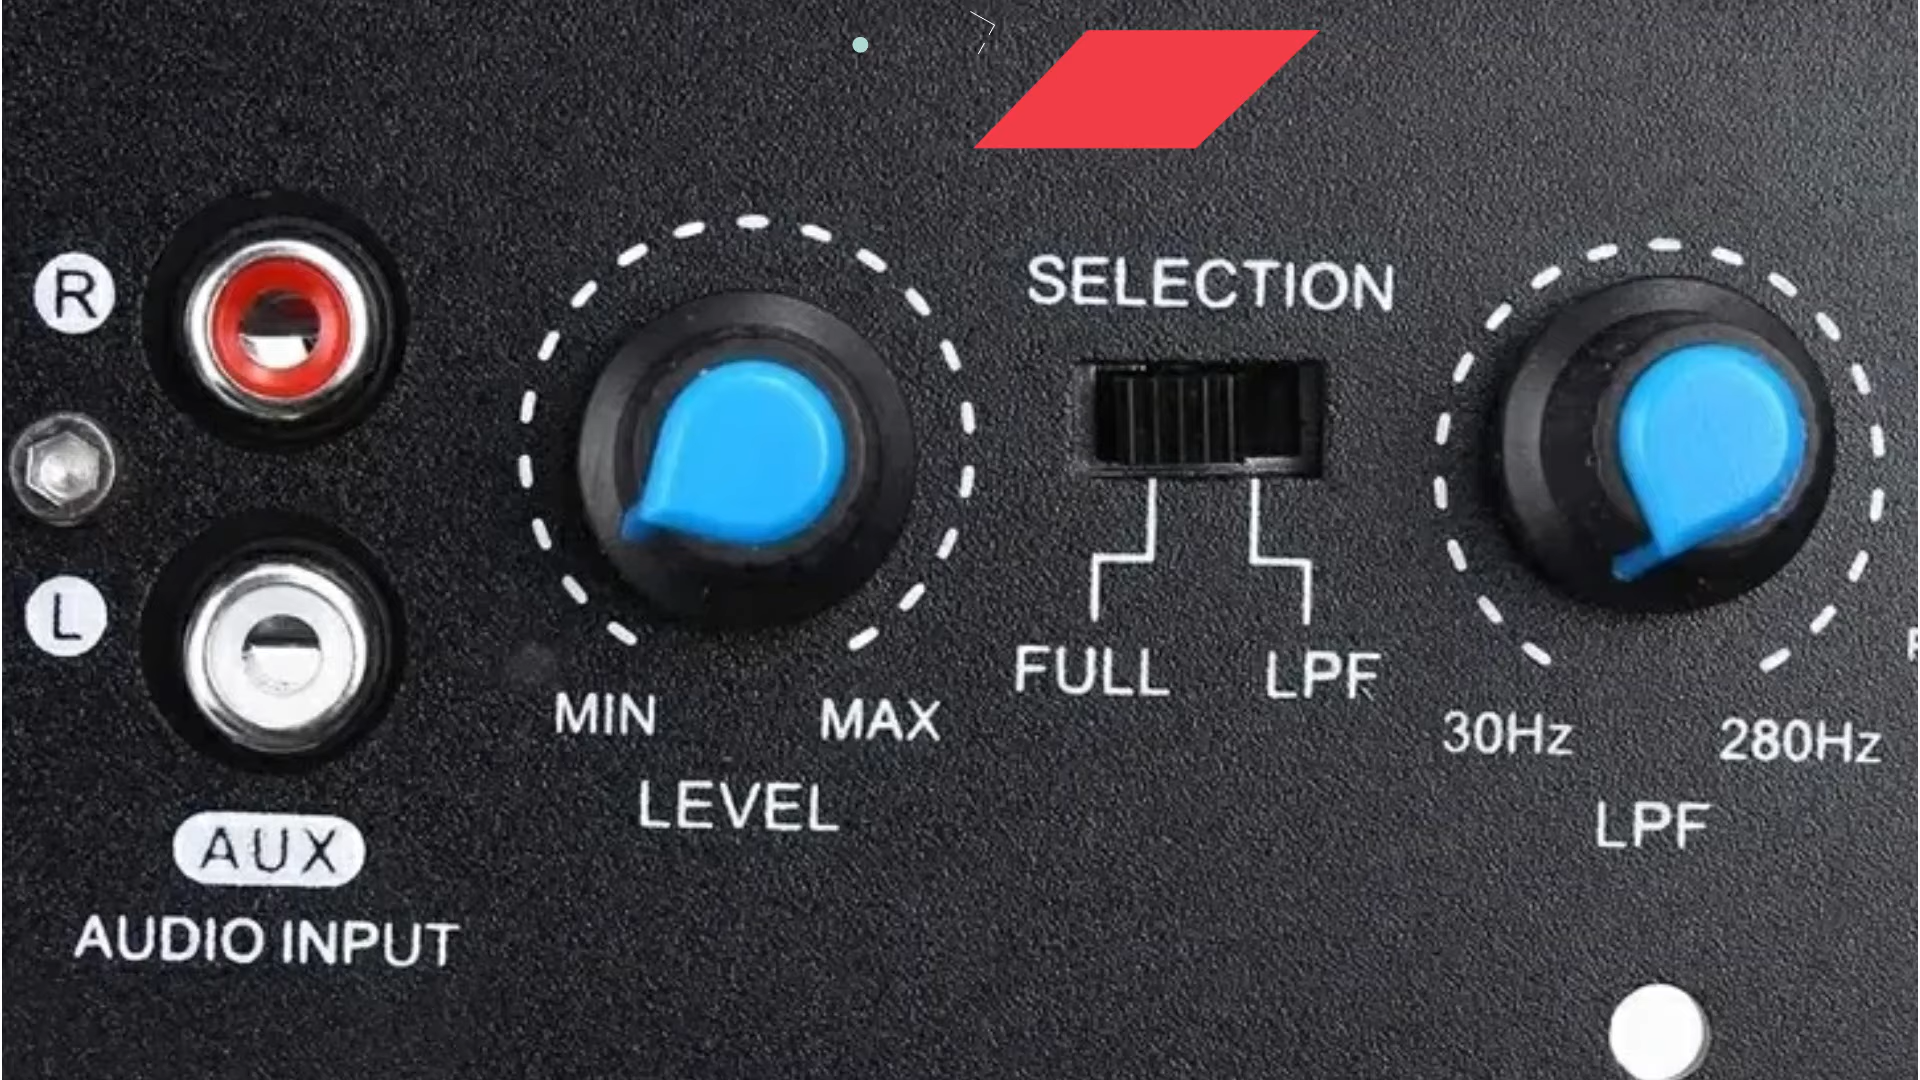 R
L
AUX
AUDIO INPUT
MIN
MAX
LEVEL
SELECTION
FULL
LPF
30Hz
280Hz
LPF